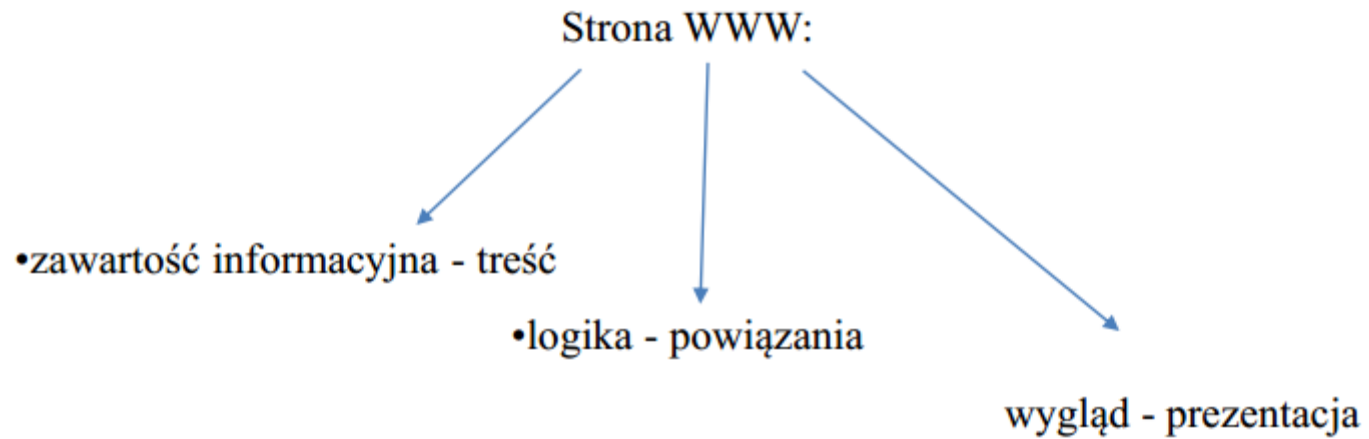 Strona WWW:
•zawartość informacyjna - treść
•logika - powiązania
wygląd - prezentacja